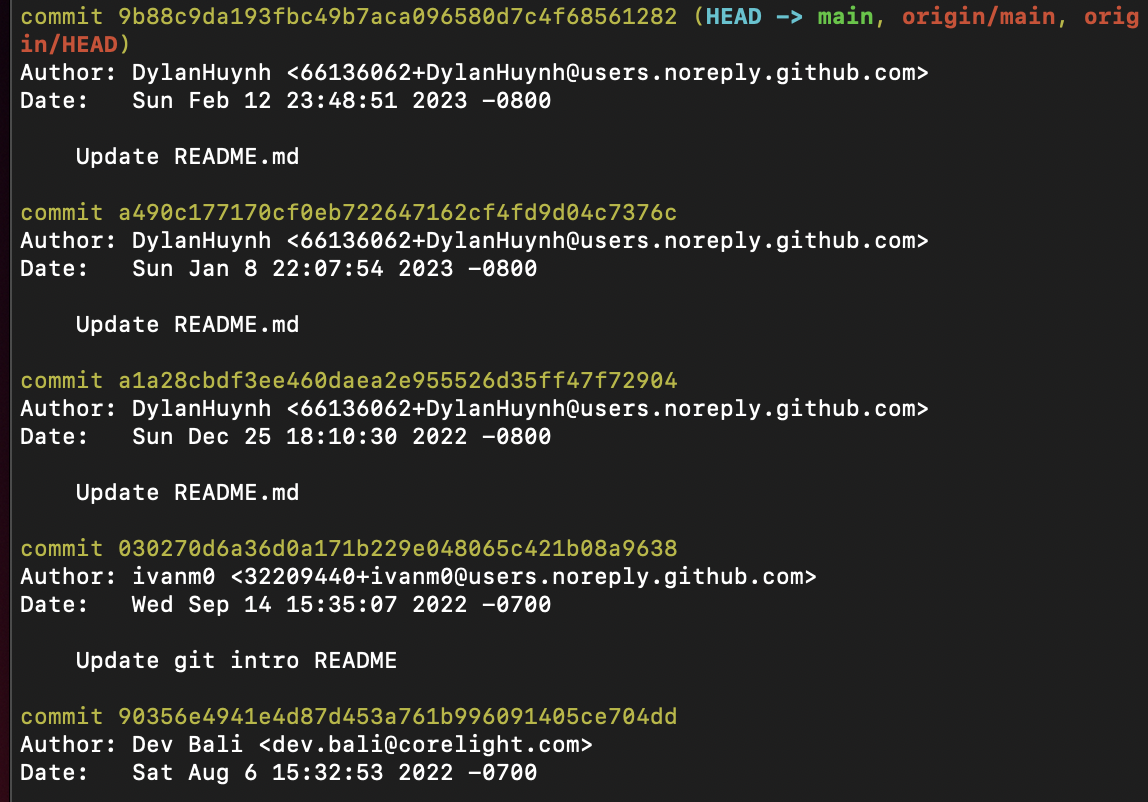 commit 9b88c9da193fbc49b7aca096580d7c4f68561282 (HEAD -> main, origin/main, orig
in/HEAD)
Author: DylanHuynh <66136062+DylanHuynh@users.noreply.github.com>
Date:   Sun Feb 12 23:48:51 2023 -0800
Update README.md
commit a490c177170cf0eb722647162cf4fd9d04c7376c
Author: DylanHuynh <66136062+DylanHuynh@users.noreply.github.com>
Date:   Sun Jan 8 22:07:54 2023 -0800
Update README.md
commit a1a28cbdf3ee460daea2e955526d35ff47f72904
Author: DylanHuynh <66136062+DylanHuynh@users.noreply.github.com>
Date:   Sun Dec 25 18:10:30 2022 -0800
Update README.md
commit 030270d6a36d0a171b229e048065c421b08a9638
Author: ivanm0 <32209440+ivanm0@users.noreply.github.com>
Date:   Wed Sep 14 15:35:07 2022 -0700
Update git intro README
commit 90356e4941e4d87d453a761b996091405ce704dd
Author: Dev Bali <dev.bali@corelight.com>
Date:   Sat Aug 6 15:32:53 2022 -0700